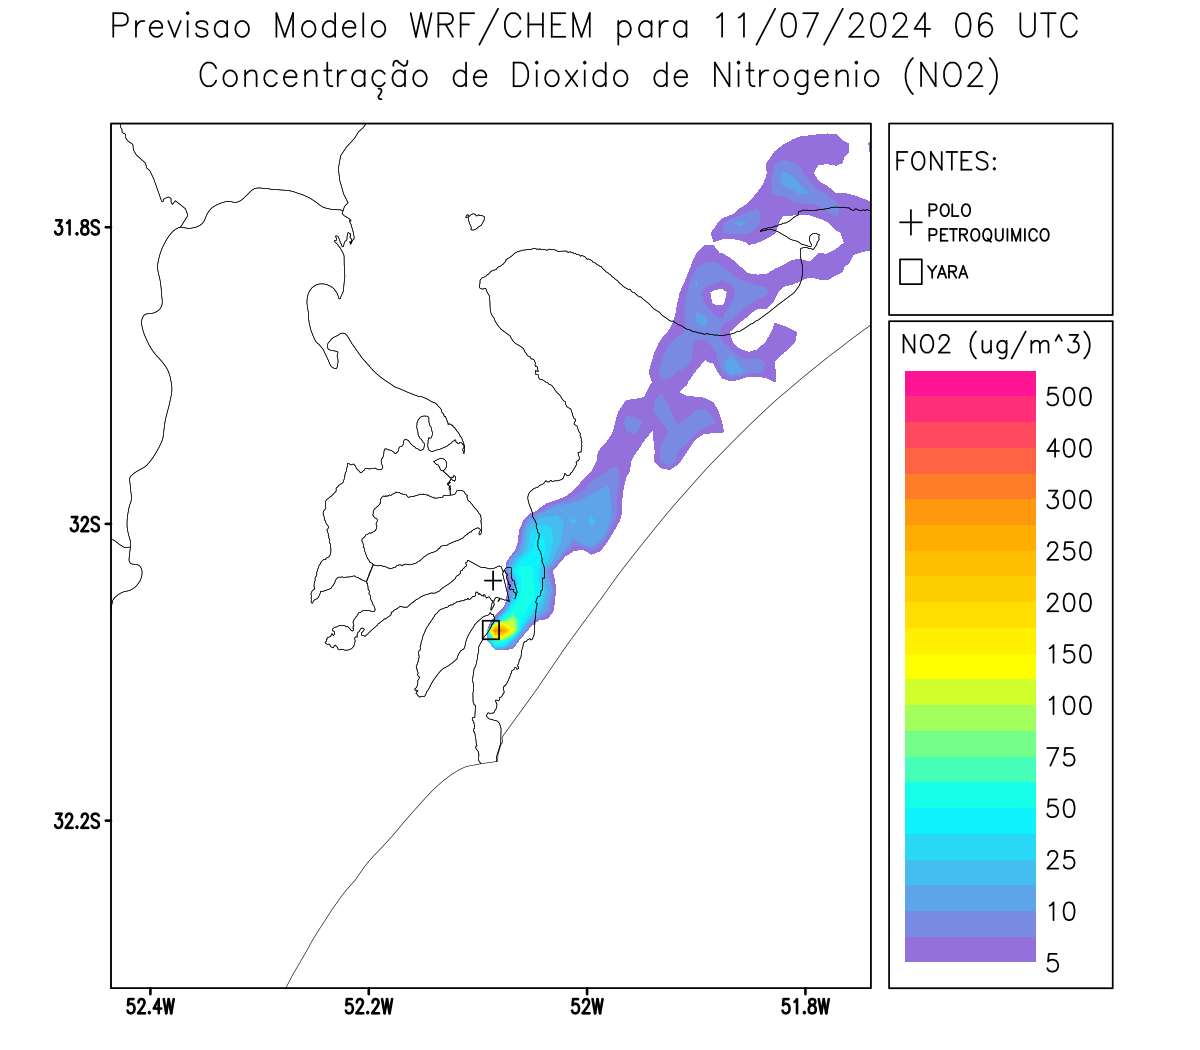 Previsao Modelo WRF/CHEM para 11/07/2024 06 UTC
Concentração de Dioxido de Nitrogenio (NO2)
FONTES:
POLO
PETROQUIMICO
YARA
NO2 (ug/m^3)
500
400
300
250
200
150
100
75
50
25
10
5
31.8S
32S
32.2S
52.4W
52.2W
52W
51.8W